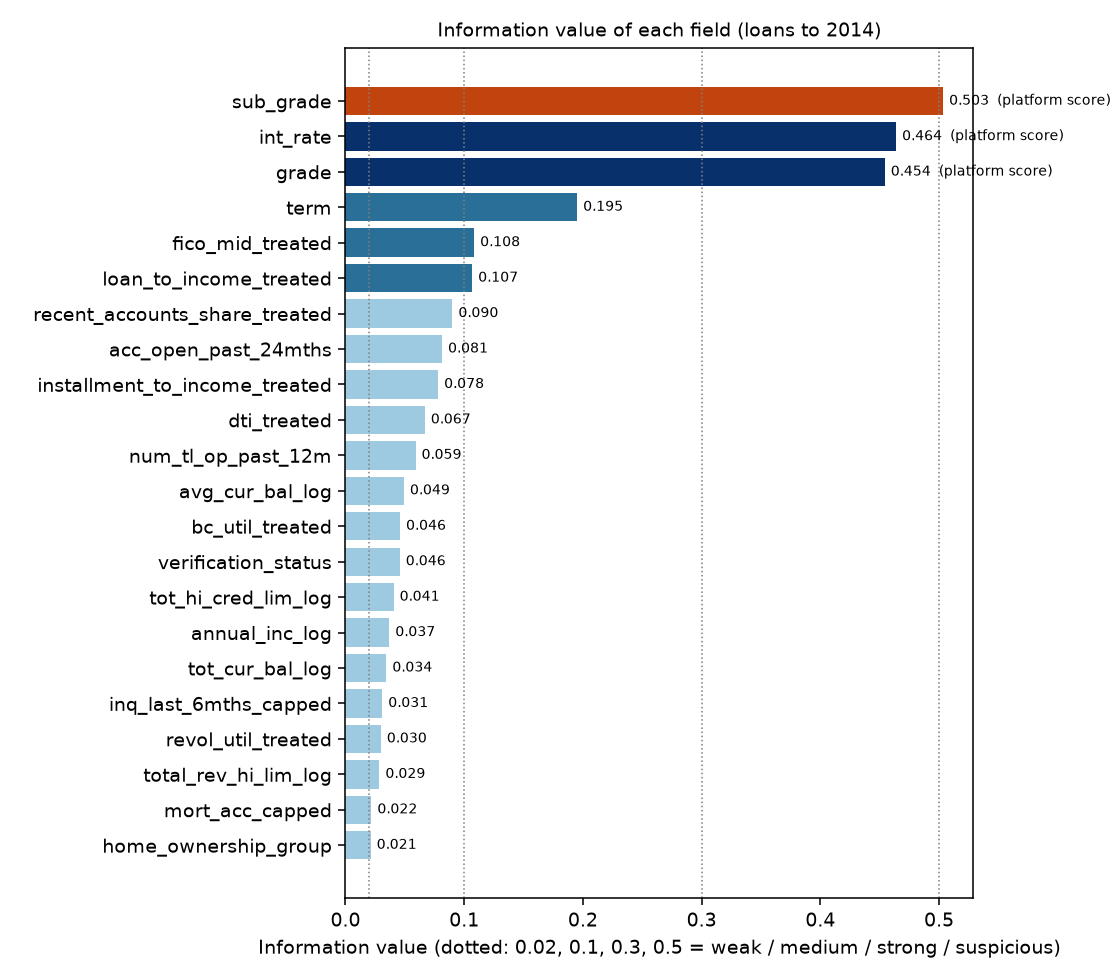 Information value of each field (loans to 2014)
sub_grade 0.503 (platform score)
int_rate 0.464 (platform score)
grade 0.454 (platform score)
term 0.195
fico_mid_treated 0.108
loan_to_income_treated 0.107
recent_accounts_share_treated 0.090
acc_open_past_24mths 0.081
installment_to_income_treated 0.078
dti_treated 0.067
num_tl_op_past_12m 0.059
avg_cur_bal_log 0.049
bc_util_treated 0.046
verification_status 0.046
tot_hi_cred_lim_log 0.041
annual_inc_log 0.037
tot_cur_bal_log 0.034
inq_last_6mths_capped 0.031
revol_util_treated 0.030
total_rev_hi_lim_log 0.029
mort_acc_capped 0.022
home_ownership_group 0.021
0.0 0.1 0.2 0.3 0.4 0.5
Information value (dotted: 0.02, 0.1, 0.3, 0.5 = weak / medium / strong / suspicious)